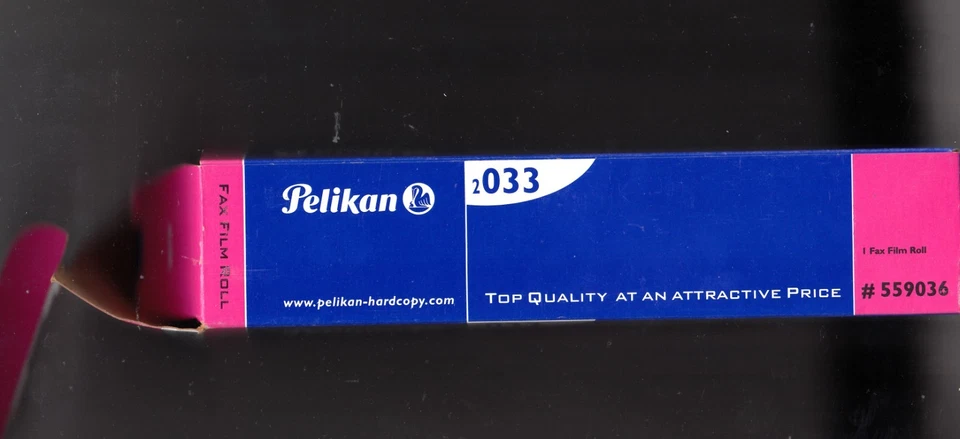 FAX FILM ROLL
Pelikan
www.pelikan-hardcopy.com
2033
TOP QUALITY AT AN ATTRACTIVE PRICE
1 Fax Film Roll
# 559036